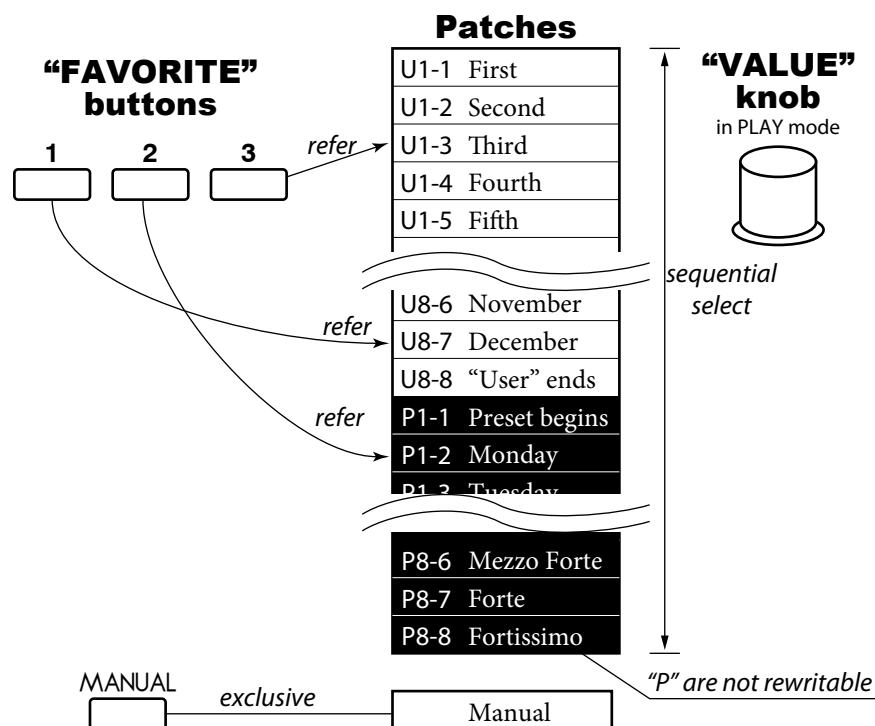 Patches
“FAVORITE”
buttons
1 2 3
refer
U1-1 First
U1-2 Second
U1-3 Third
U1-4 Fourth
U1-5 Fifth
“VALUE”
knob
in PLAY mode
sequential
select
refer
refer
U8-6 November
U8-7 December
U8-8 “User” ends
P1-1 Preset begins
P1-2 Monday
P1-3 Tuesday
P8-6 Mezzo Forte
P8-7 Forte
P8-8 Fortissimo
“P” are not rewritable
MANUAL
exclusive
Manual